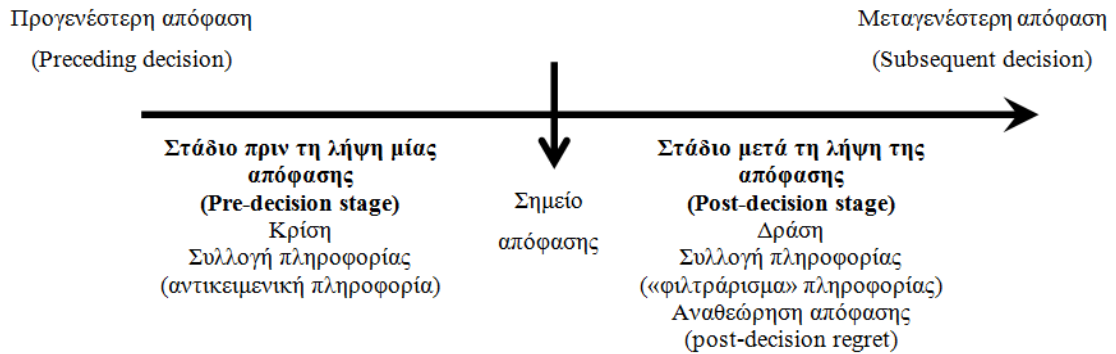 Προγενέστερη απόφαση
(Preceding decision)
Μεταγενέστερη απόφαση
(Subsequent decision)
Στάδιο πριν τη λήψη μίας
απόφασης
(Pre-decision stage)
Κρίση
Συλλογή πληροφορίας
(αντικειμενική πληροφορία)
Σημείο
απόφασης
Στάδιο μετά τη λήψη της
απόφασης
(Post-decision stage)
Δράση
Συλλογή πληροφορίας
(«φιλτράρισμα» πληροφορίας)
Αναθεώρηση απόφασης
(post-decision regret)